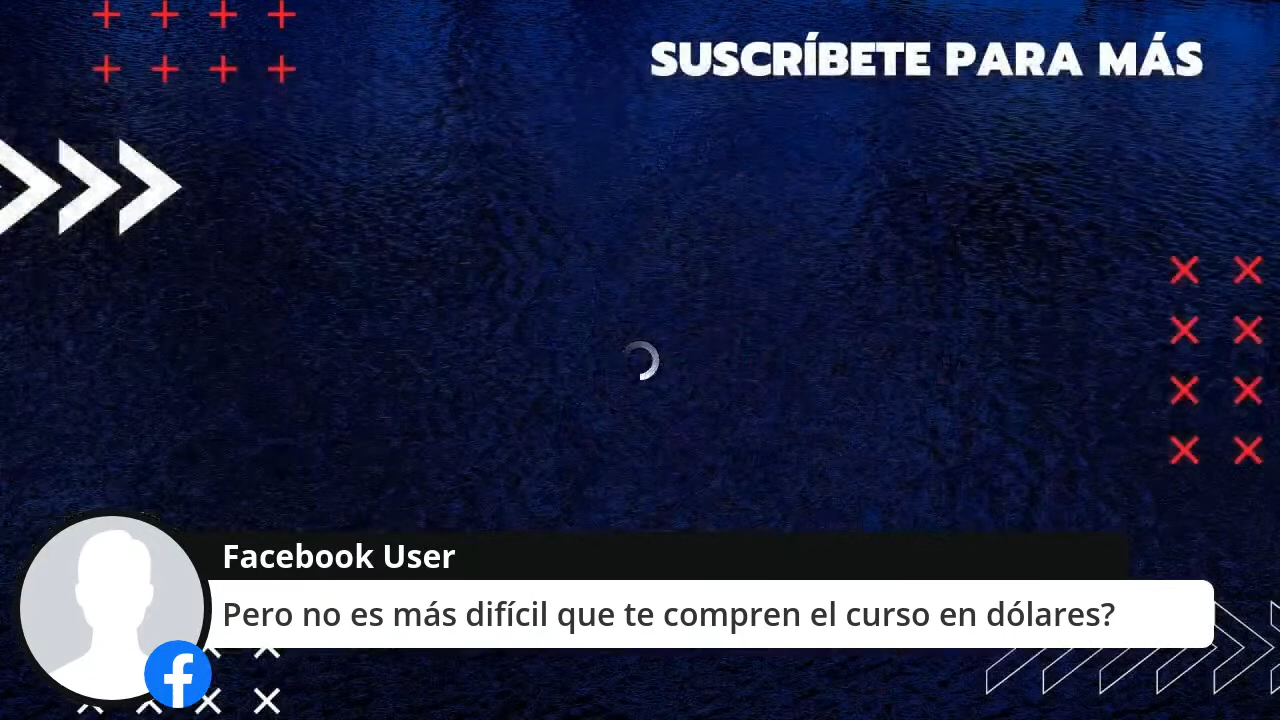 SUSCRÍBETE PARA MÁS
Facebook User
Pero no es más difícil que te compren el curso en dólares?